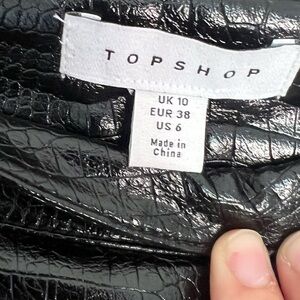 TOPSHOP
UK 10
EUR 38
US 6
Made in
China